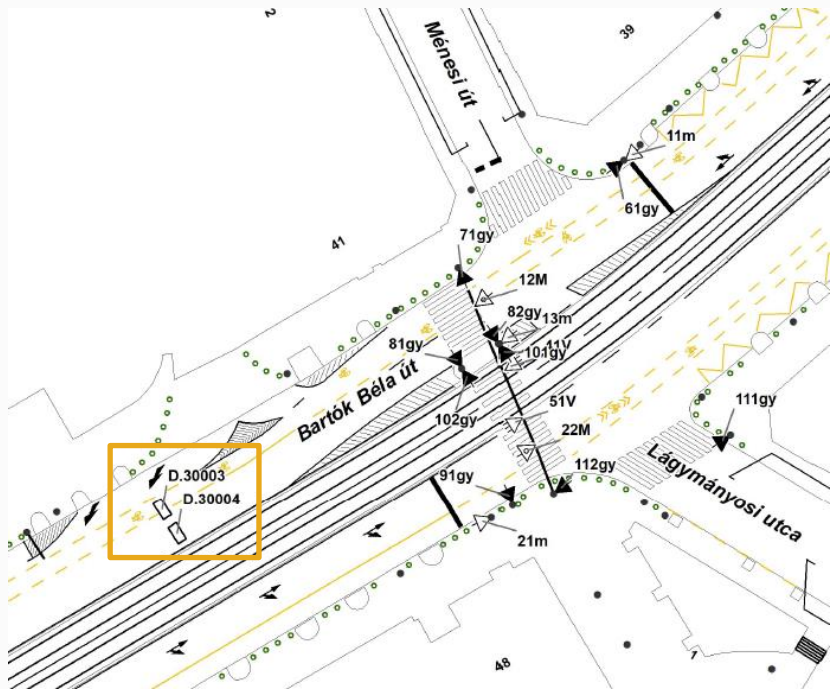 2
Ménesi út
39
11m
61gy
71gy
41
12M
82gy
13m
81gy
101gy
41V
Bartók Béla út
102gy
51V
111gy
22M
D.30003
D.30004
91gy
112gy
Lágymányosi utca
21m
48
1